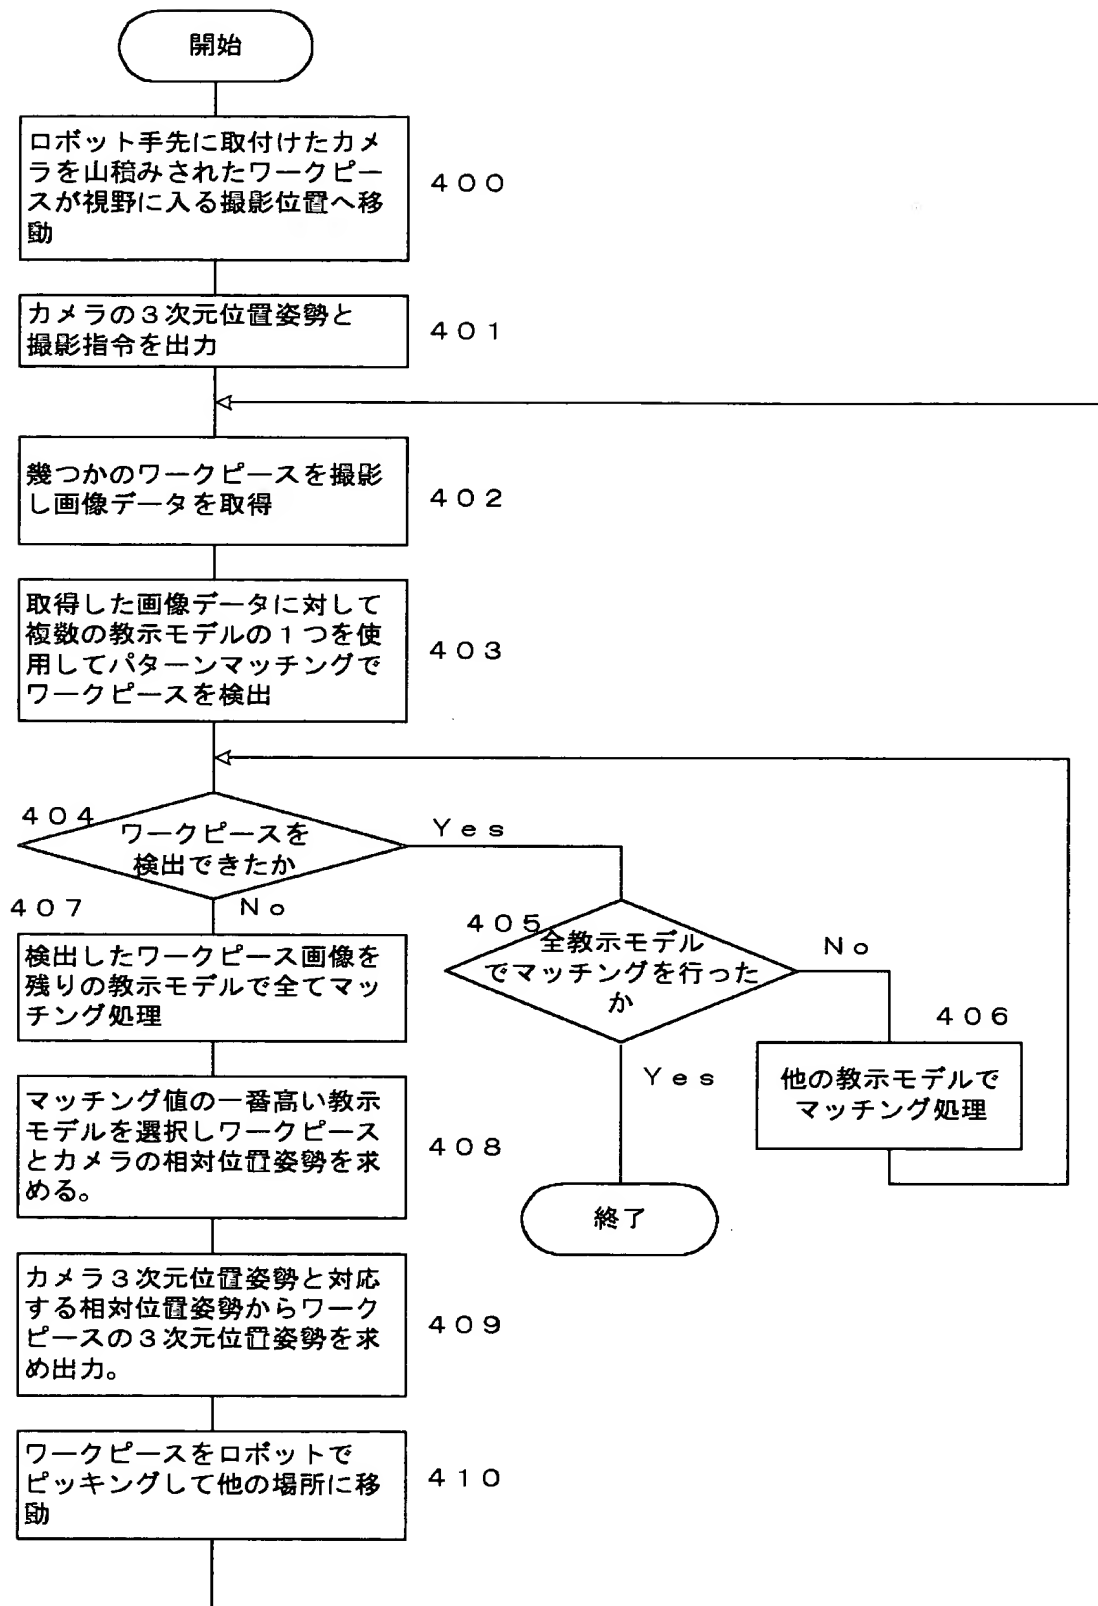 開始
ロボット手先に取付けたカメ
ラを山積みされたワークピー
スが視野に入る撮影位置へ移
動
400
カメラの3次元位置姿勢と
撮影指令を出力
401
幾つかのワークピースを撮影
し画像データを取得
402
取得した画像データに対して
複数の教示モデルの1つを使
用してパターンマッチングで
ワークピースを検出
403
404
ワークピースを
検出できたか
Yes
No
405
全教示モデル
でマッチングを行った
か
No
Yes
406
他の教示モデルで
マッチング処理
終了
407
検出したワークピース画像を
残りの教示モデルで全てマッ
チング処理
マッチング値の一番高い教示
モデルを選択しワークピース
とカメラの相対位置姿勢を求
める。
408
カメラ3次元位置姿勢と対応
する相対位置姿勢からワーク
ピースの3次元位置姿勢を求
め出力。
409
ワークピースをロボットで
ピッキングして他の場所に移
動
410